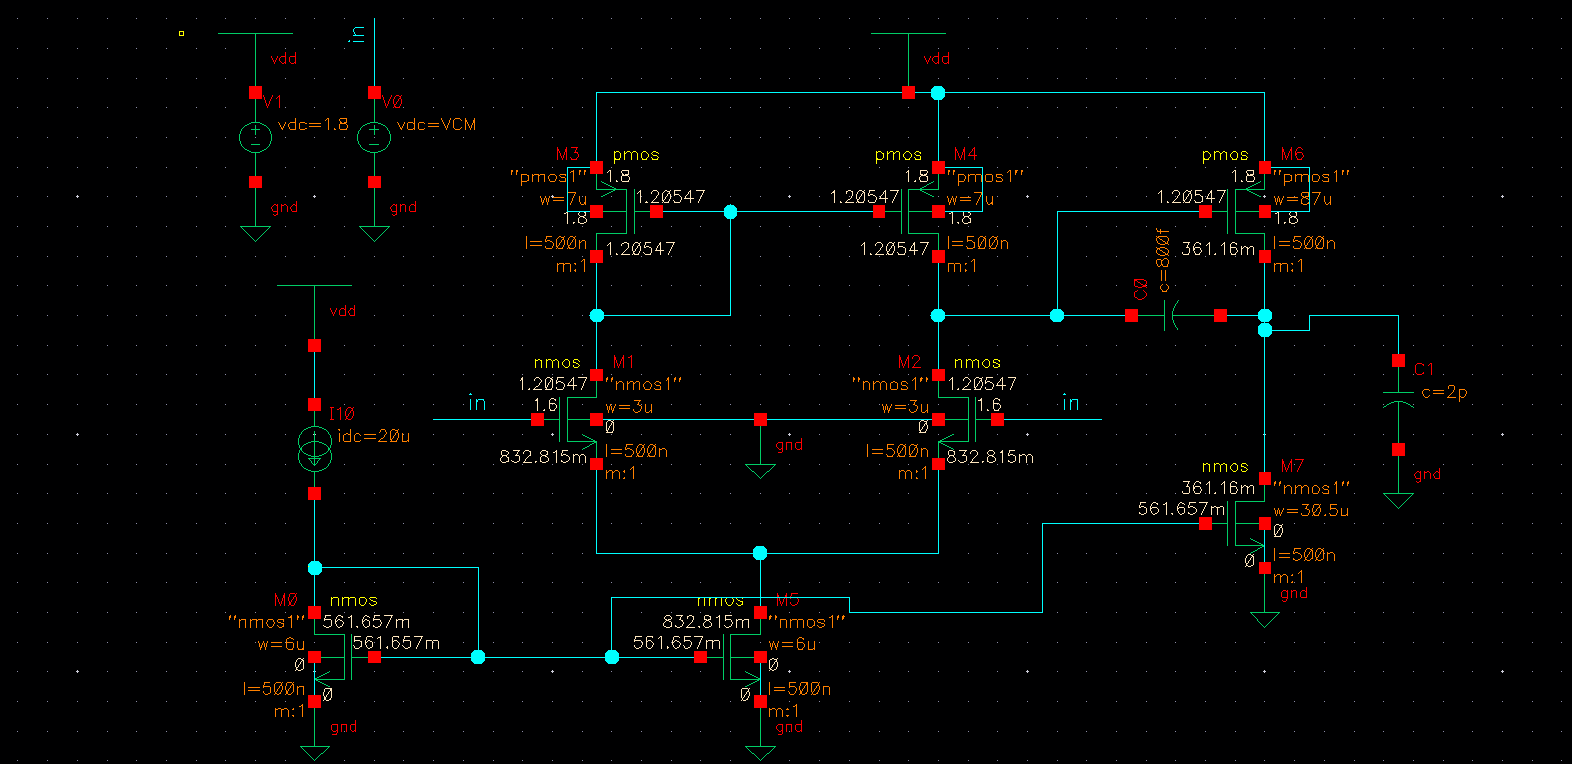 in
vdd
vdd
V1
V0
vdc=1.8
vdc=VCM
gnd
gnd
M3
pmos
"pmos1"
1.8
w=7u
1.20547
1.8
l=500n
1.20547
m:1
pmos
M4
1.8
"pmos1"
1.20547
w=7u
1.8
1.20547
l=500n
m:1
pmos
M6
1.8
"pmos1"
1.20547
w=87u
1.8
361.16m
l=500n
m:1
C0
c=800f
vdd
I10
idc=20u
nmos
M1
1.20547
"nmos1"
in
1.6
w=3u
0
832.815m
l=500n
m:1
gnd
M2
nmos
"nmos1"
1.20547
w=3u
1.6
in
0
l=500n
832.815m
m:1
C1
c=2p
gnd
nmos
M7
361.16m
"nmos1"
561.657m
w=30.5u
0
0
l=500n
m:1
gnd
M0
nmos
"nmos1"
561.657m
w=6u
561.657m
0
l=500n
0
m:1
gnd
nmos
M5
832.815m
"nmos1"
561.657m
w=6u
0
0
l=500n
m:1
gnd